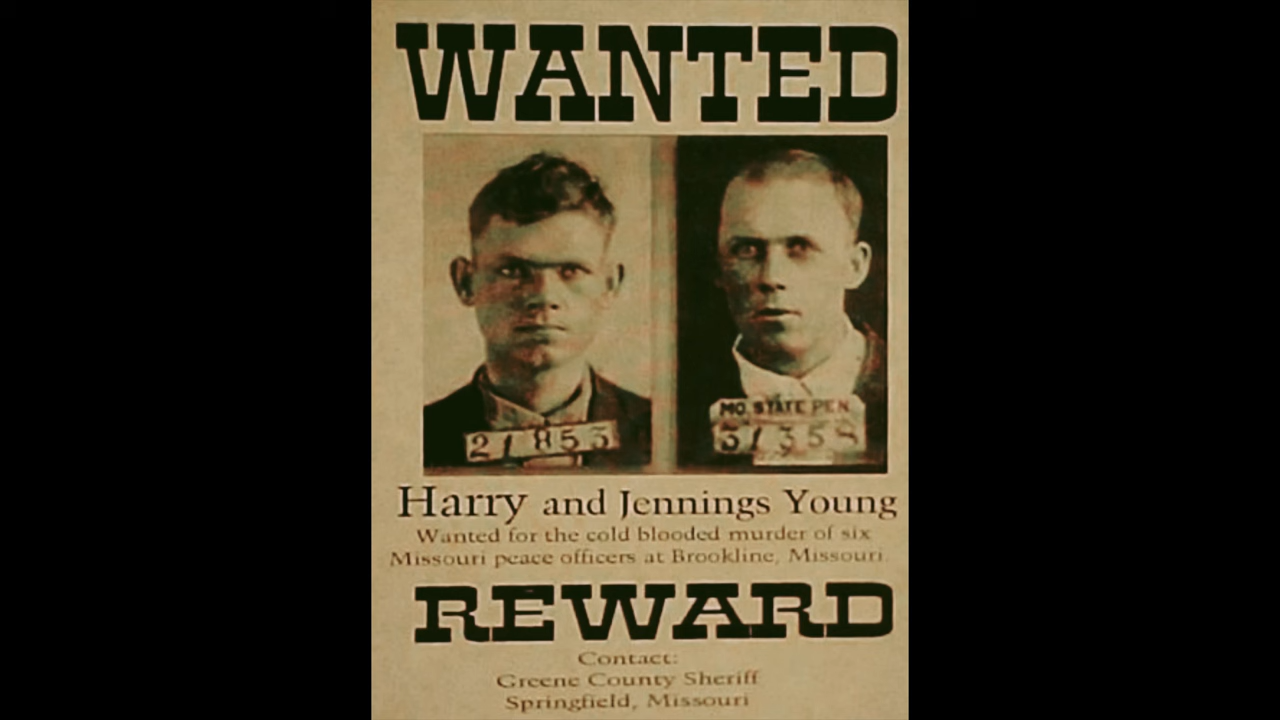 WANTED
21853
MO. STATE PEN.
31358
Harry and Jennings Young
Wanted for the cold blooded murder of six
Missouri peace officers at Brookline, Missouri.
REWARD
Contact:
Greene County Sheriff
Springfield, Missouri